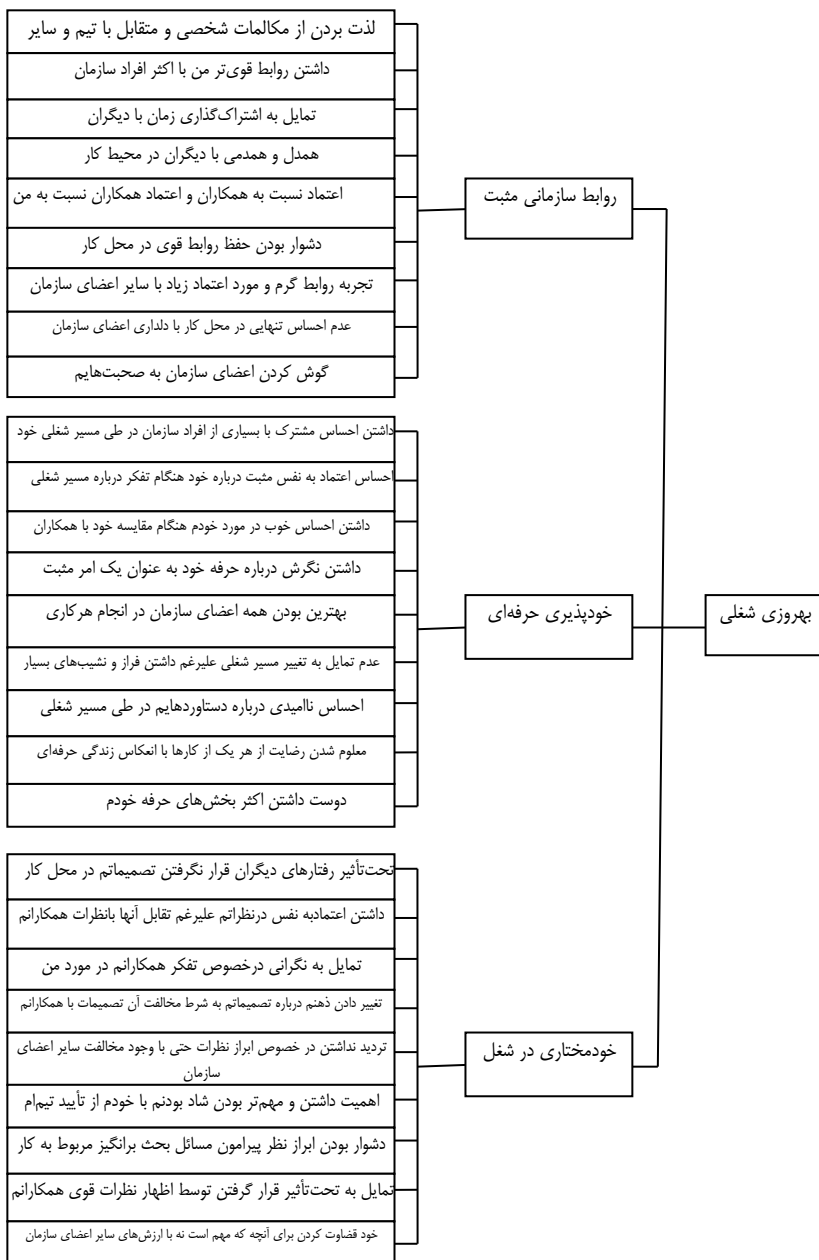 بهروزی شغلی
روابط سازمانی مثبت
لذت بردن از مکالمات شخصی و متقابل با تیم و سایر
داشتن روابط قوی‌تر من با اکثر افراد سازمان
تمایل به اشتراک‌گذاری زمان با دیگران
همدل و همدمی با دیگران در محیط کار
اعتماد نسبت به همکاران و اعتماد همکاران نسبت به من
دشوار بودن حفظ روابط قوی در محل کار
تجربه روابط گرم و مورد اعتماد زیاد با سایر اعضای سازمان
عدم احساس تنهایی در محل کار با دلداری اعضای سازمان
گوش کردن اعضای سازمان به صحبت‌هایم
خودپذیری حرفه‌ای
داشتن احساس مشترک با بسیاری از افراد سازمان در طی مسیر شغلی خود
احساس اعتماد به نفس مثبت درباره خود هنگام تفکر درباره مسیر شغلی
داشتن احساس خوب در مورد خودم هنگام مقایسه خود با همکاران
داشتن نگرش درباره حرفه خود به عنوان یک امر مثبت
بهترین بودن همه اعضای سازمان در انجام هرکاری
عدم تمایل به تغییر مسیر شغلی علیرغم داشتن فراز و نشیب‌های بسیار
احساس ناامیدی درباره دستاوردهایم در طی مسیر شغلی
معلوم شدن رضایت از هر یک از کارها با انعکاس زندگی حرفه‌ای
دوست داشتن اکثر بخش‌های حرفه خودم
خودمختاری در شغل
تحت‌تأثیر رفتارهای دیگران قرار نگرفتن تصمیماتم در محل کار
داشتن اعتمادبه نفس درنظراتم علیرغم تقابل آنها بانظرات همکارانم
تمایل به نگرانی درخصوص تفکر همکارانم در مورد من
تغییر دادن ذهنم درباره تصمیماتم به شرط مخالفت آن تصمیمات با همکارانم
تردید نداشتن در خصوص ابراز نظرات حتی با وجود مخالفت سایر اعضای
سازمان
اهمیت داشتن و مهم‌تر بودن شاد بودنم با خودم از تأیید تیم‌ام
دشوار بودن ابراز نظر پیرامون مسائل بحث برانگیز مربوط به کار
تمایل به تحت‌تأثیر قرار گرفتن توسط اظهار نظرات قوی همکارانم
خود قضاوت کردن برای آنچه که مهم است نه با ارزش‌های سایر اعضای سازمان